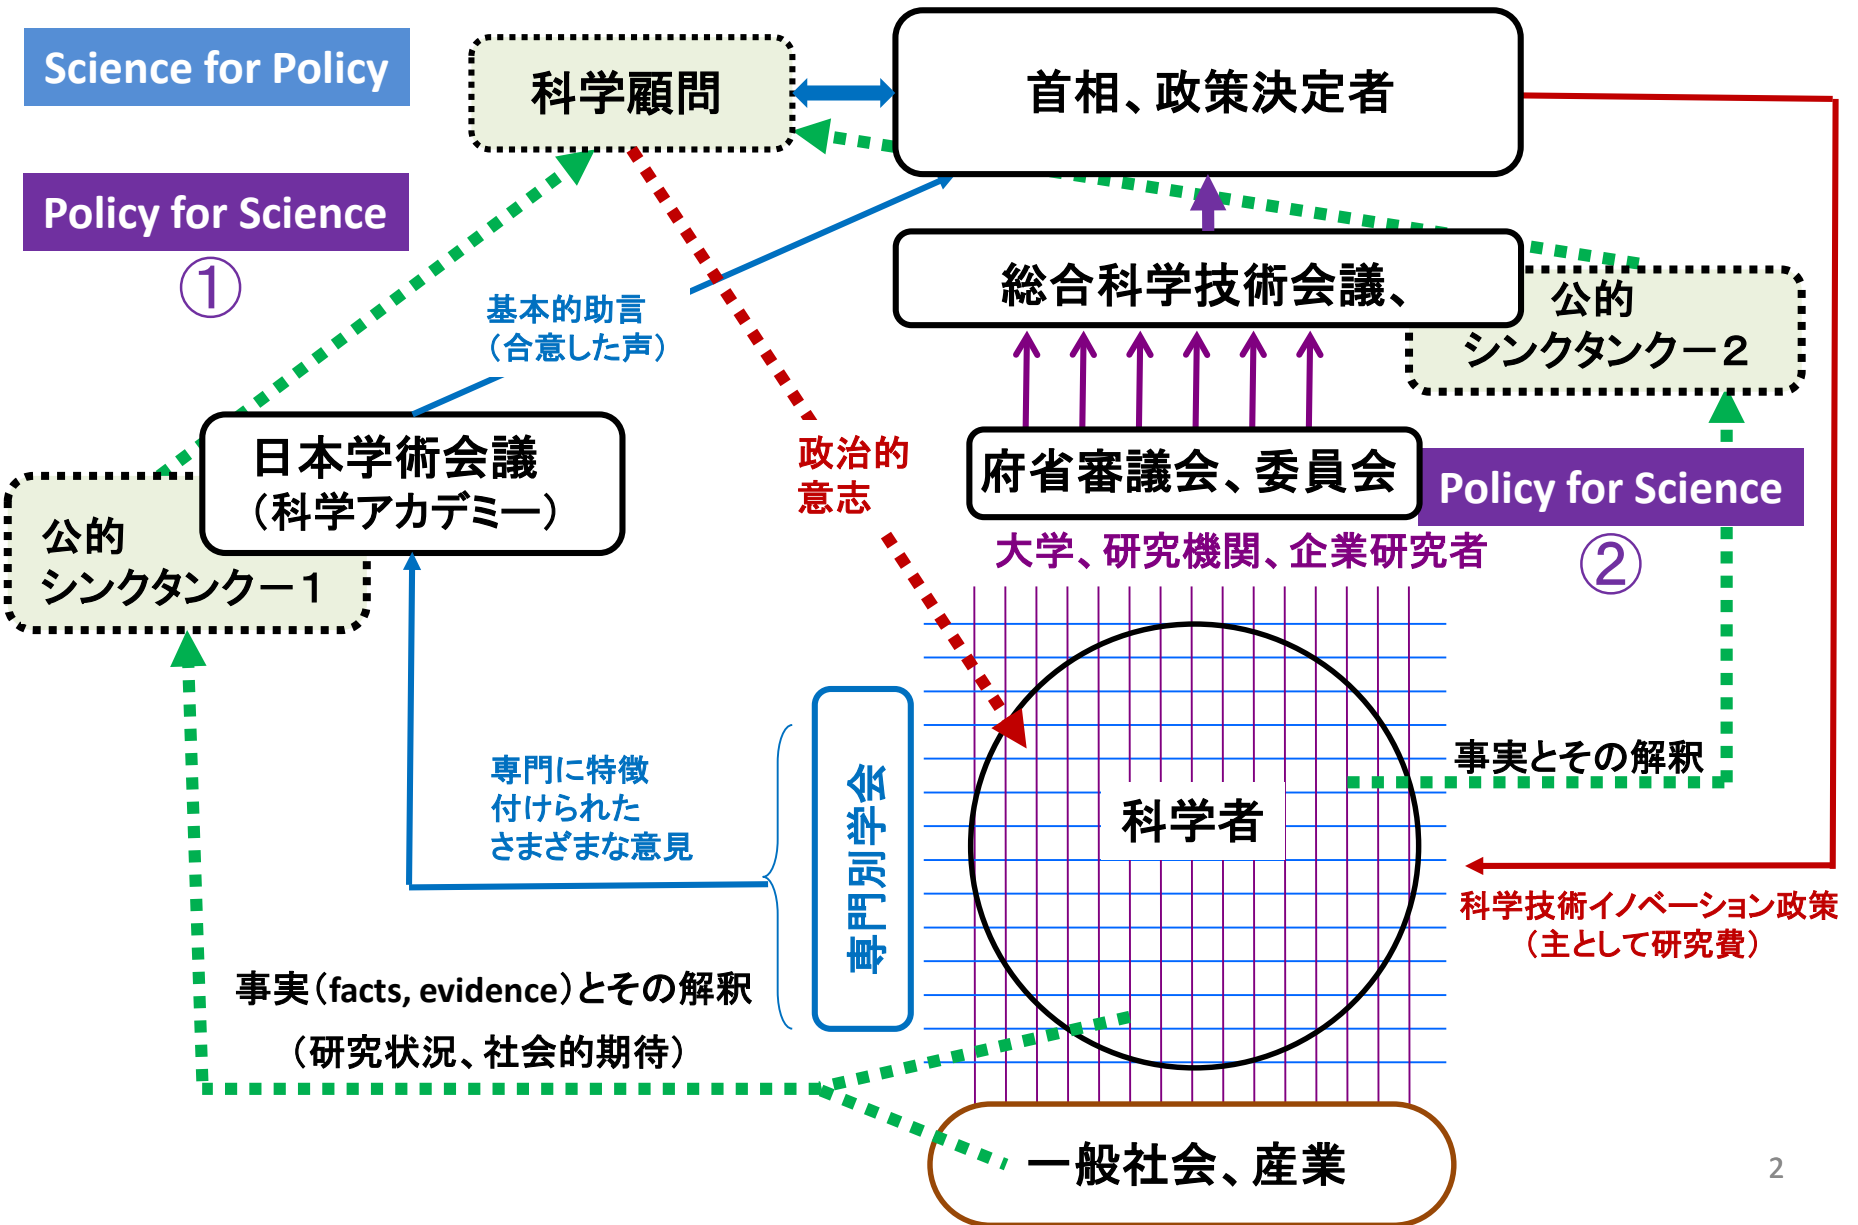 Science for Policy
科学顧問
首相、政策決定者
Policy for Science
①
総合科学技術会議、
公的
シンクタンクー２
基本的助言
（合意した声）
日本学術会議
（科学アカデミー）
政治的
意志
府省審議会、委員会
Policy for Science
②
公的
シンクタンクー１
大学、研究機関、企業研究者
専門に特徴
付けられた
さまざまな意見
専門別学会
科学者
事実とその解釈
科学技術イノベーション政策
（主として研究費）
事実（facts, evidence）とその解釈
（研究状況、社会的期待）
一般社会、産業
2